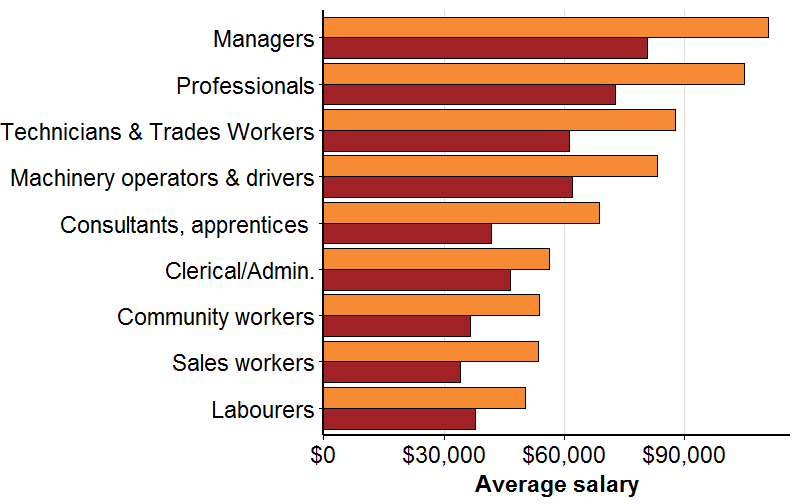 Managers
Professionals
Technicians & Trades Workers
Machinery operators & drivers
Consultants, apprentices
Clerical/Admin.
Community workers
Sales workers
Labourers
$0 $30,000 $60,000 $90,000
Average salary